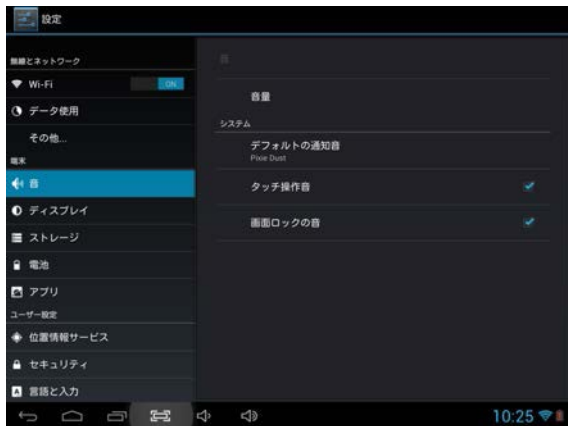 設定
無線とネットワーク
Wi-Fi
ON
データ使用
その他...
端末
音
ディスプレイ
ストレージ
電池
アプリ
ユーザー設定
位置情報サービス
セキュリティ
言語と入力
音
音量
システム
デフォルトの通知音
Pixie Dust
タッチ操作音
画面ロックの音
10:25